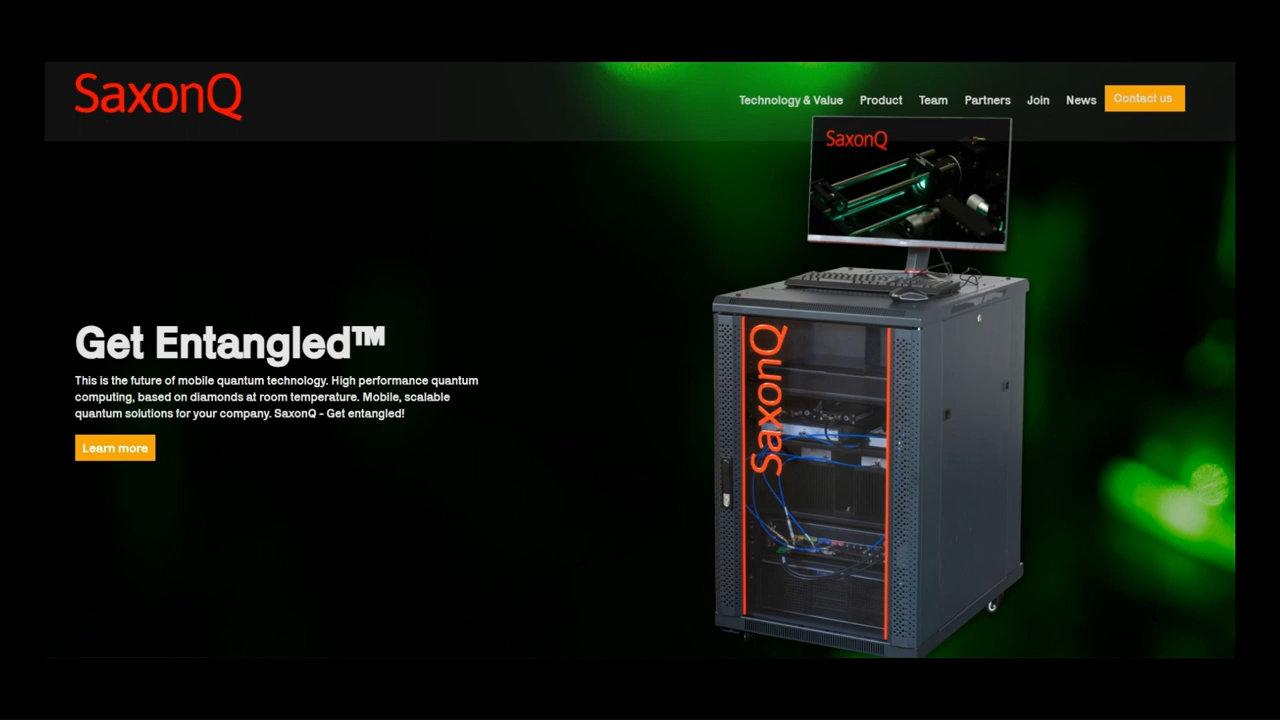 SaxonQ
Technology & Value Product Team Partners Join News Contact us
SaxonQ
SaxonQ
Get Entangled™
This is the future of mobile quantum technology. High performance quantum
computing, based on diamonds at room temperature. Mobile, scalable
quantum solutions for your company. SaxonQ - Get entangled!
Learn more